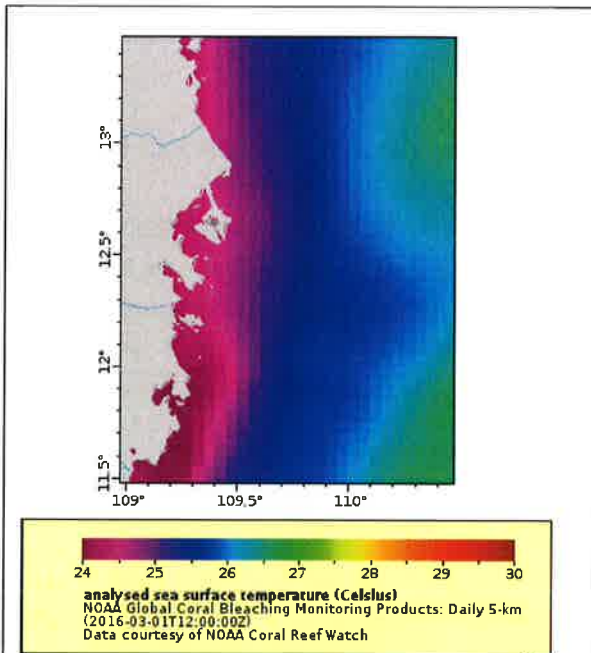 13°
12.5°
12°
11.5°
109° 109.5° 110°
24 25 26 27 28 29 30
analysed sea surface temperature (Celsius)
NOAA Global Coral Bleaching Monitoring Products: Daily 5-km
(2016-03-01T12:00:00Z)
Data courtesy of NOAA Coral Reef Watch